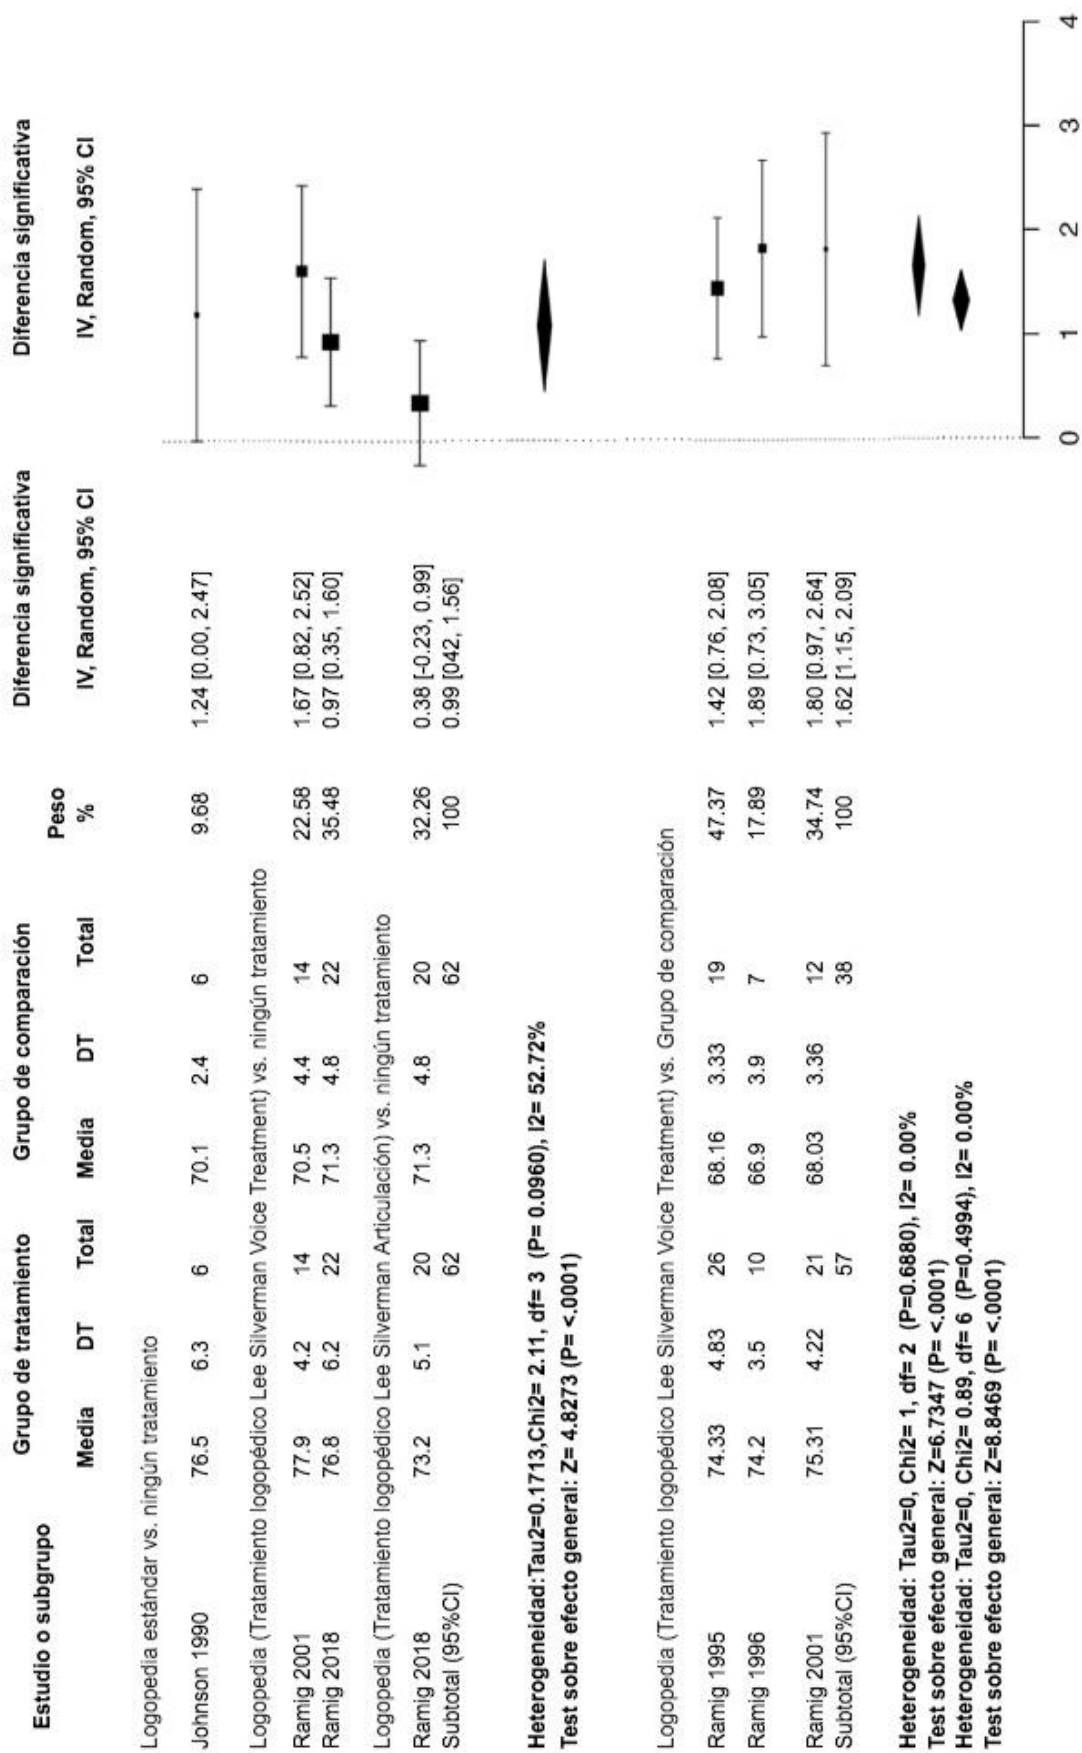 Estudio o subgrupo Grupo de tratamiento Grupo de comparación Peso Diferencia significativa Diferencia significativa
Media DT Total Media DT Total % IV, Random, 95% CI IV, Random, 95% CI
Logopedia estándar vs. ningún tratamiento
Johnson 1990 76.5 6.3 6 70.1 2.4 6 9.68 1.24 [0.00, 2.47]
Logopedia (Tratamiento logopédico Lee Silverman Voice Treatment) vs. ningún tratamiento
Ramig 2001 77.9 4.2 14 70.5 4.4 14 22.58 1.67 [0.82, 2.52]
Ramig 2018 76.8 6.2 22 71.3 4.8 22 35.48 0.97 [0.35, 1.60]
Logopedia (Tratamiento logopédico Lee Silverman Articulación) vs. ningún tratamiento
Ramig 2018 73.2 5.1 20 71.3 4.8 20 32.26 0.38 [-0.23, 0.99]
Subtotal (95%CI) 62 62 100 0.99 [042, 1.56]
Heterogeneidad:Tau2=0.1713,Chi2= 2.11, df= 3 (P= 0.0960), I2= 52.72%
Test sobre efecto general: Z= 4.8273 (P= <.0001)
Logopedia (Tratamiento logopédico Lee Silverman Voice Treatment) vs. Grupo de comparación
Ramig 1995 74.33 4.83 26 68.16 3.33 19 47.37 1.42 [0.76, 2.08]
Ramig 1996 74.2 3.5 10 66.9 3.9 7 17.89 1.89 [0.73, 3.05]
Ramig 2001 75.31 4.22 21 68.03 3.36 12 34.74 1.80 [0.97, 2.64]
Subtotal (95%CI) 57 38 100 1.62 [1.15, 2.09]
Heterogeneidad: Tau2=0, Chi2= 1, df= 2 (P=0.6880), I2= 0.00%
Test sobre efecto general: Z=6.7347 (P= <.0001)
Heterogeneidad: Tau2=0, Chi2= 0.89, df= 6 (P=0.4994), I2= 0.00%
Test sobre efecto general: Z=8.8469 (P= <.0001)
0 1 2 3 4